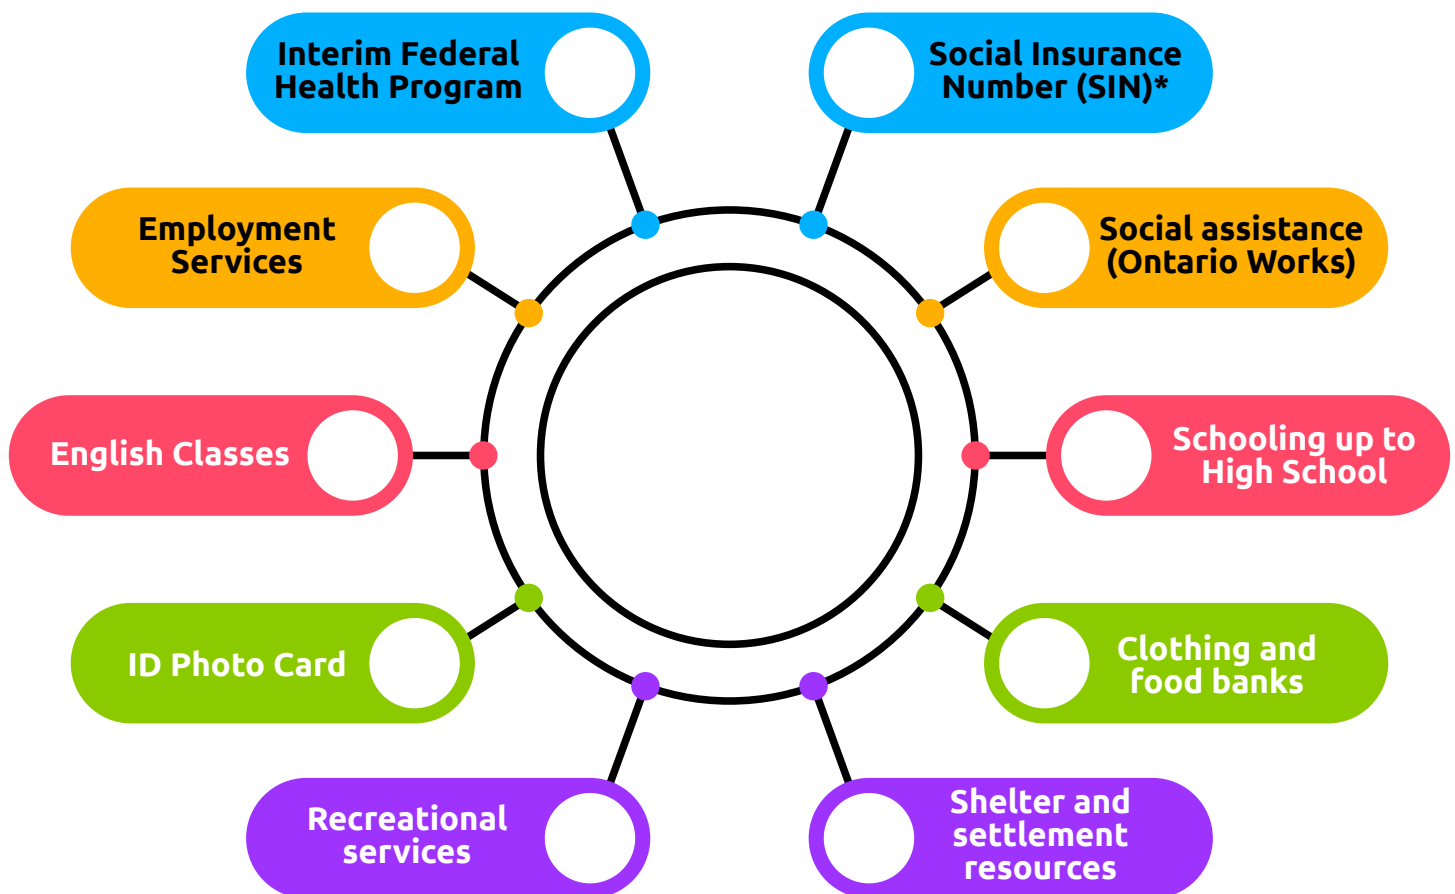 Interim Federal
Health Program
Social Insurance
Number (SIN)*
Employment
Services
Social assistance
(Ontario Works)
English Classes
Schooling up to
High School
ID Photo Card
Clothing and
food banks
Recreational
services
Shelter and
settlement
resources